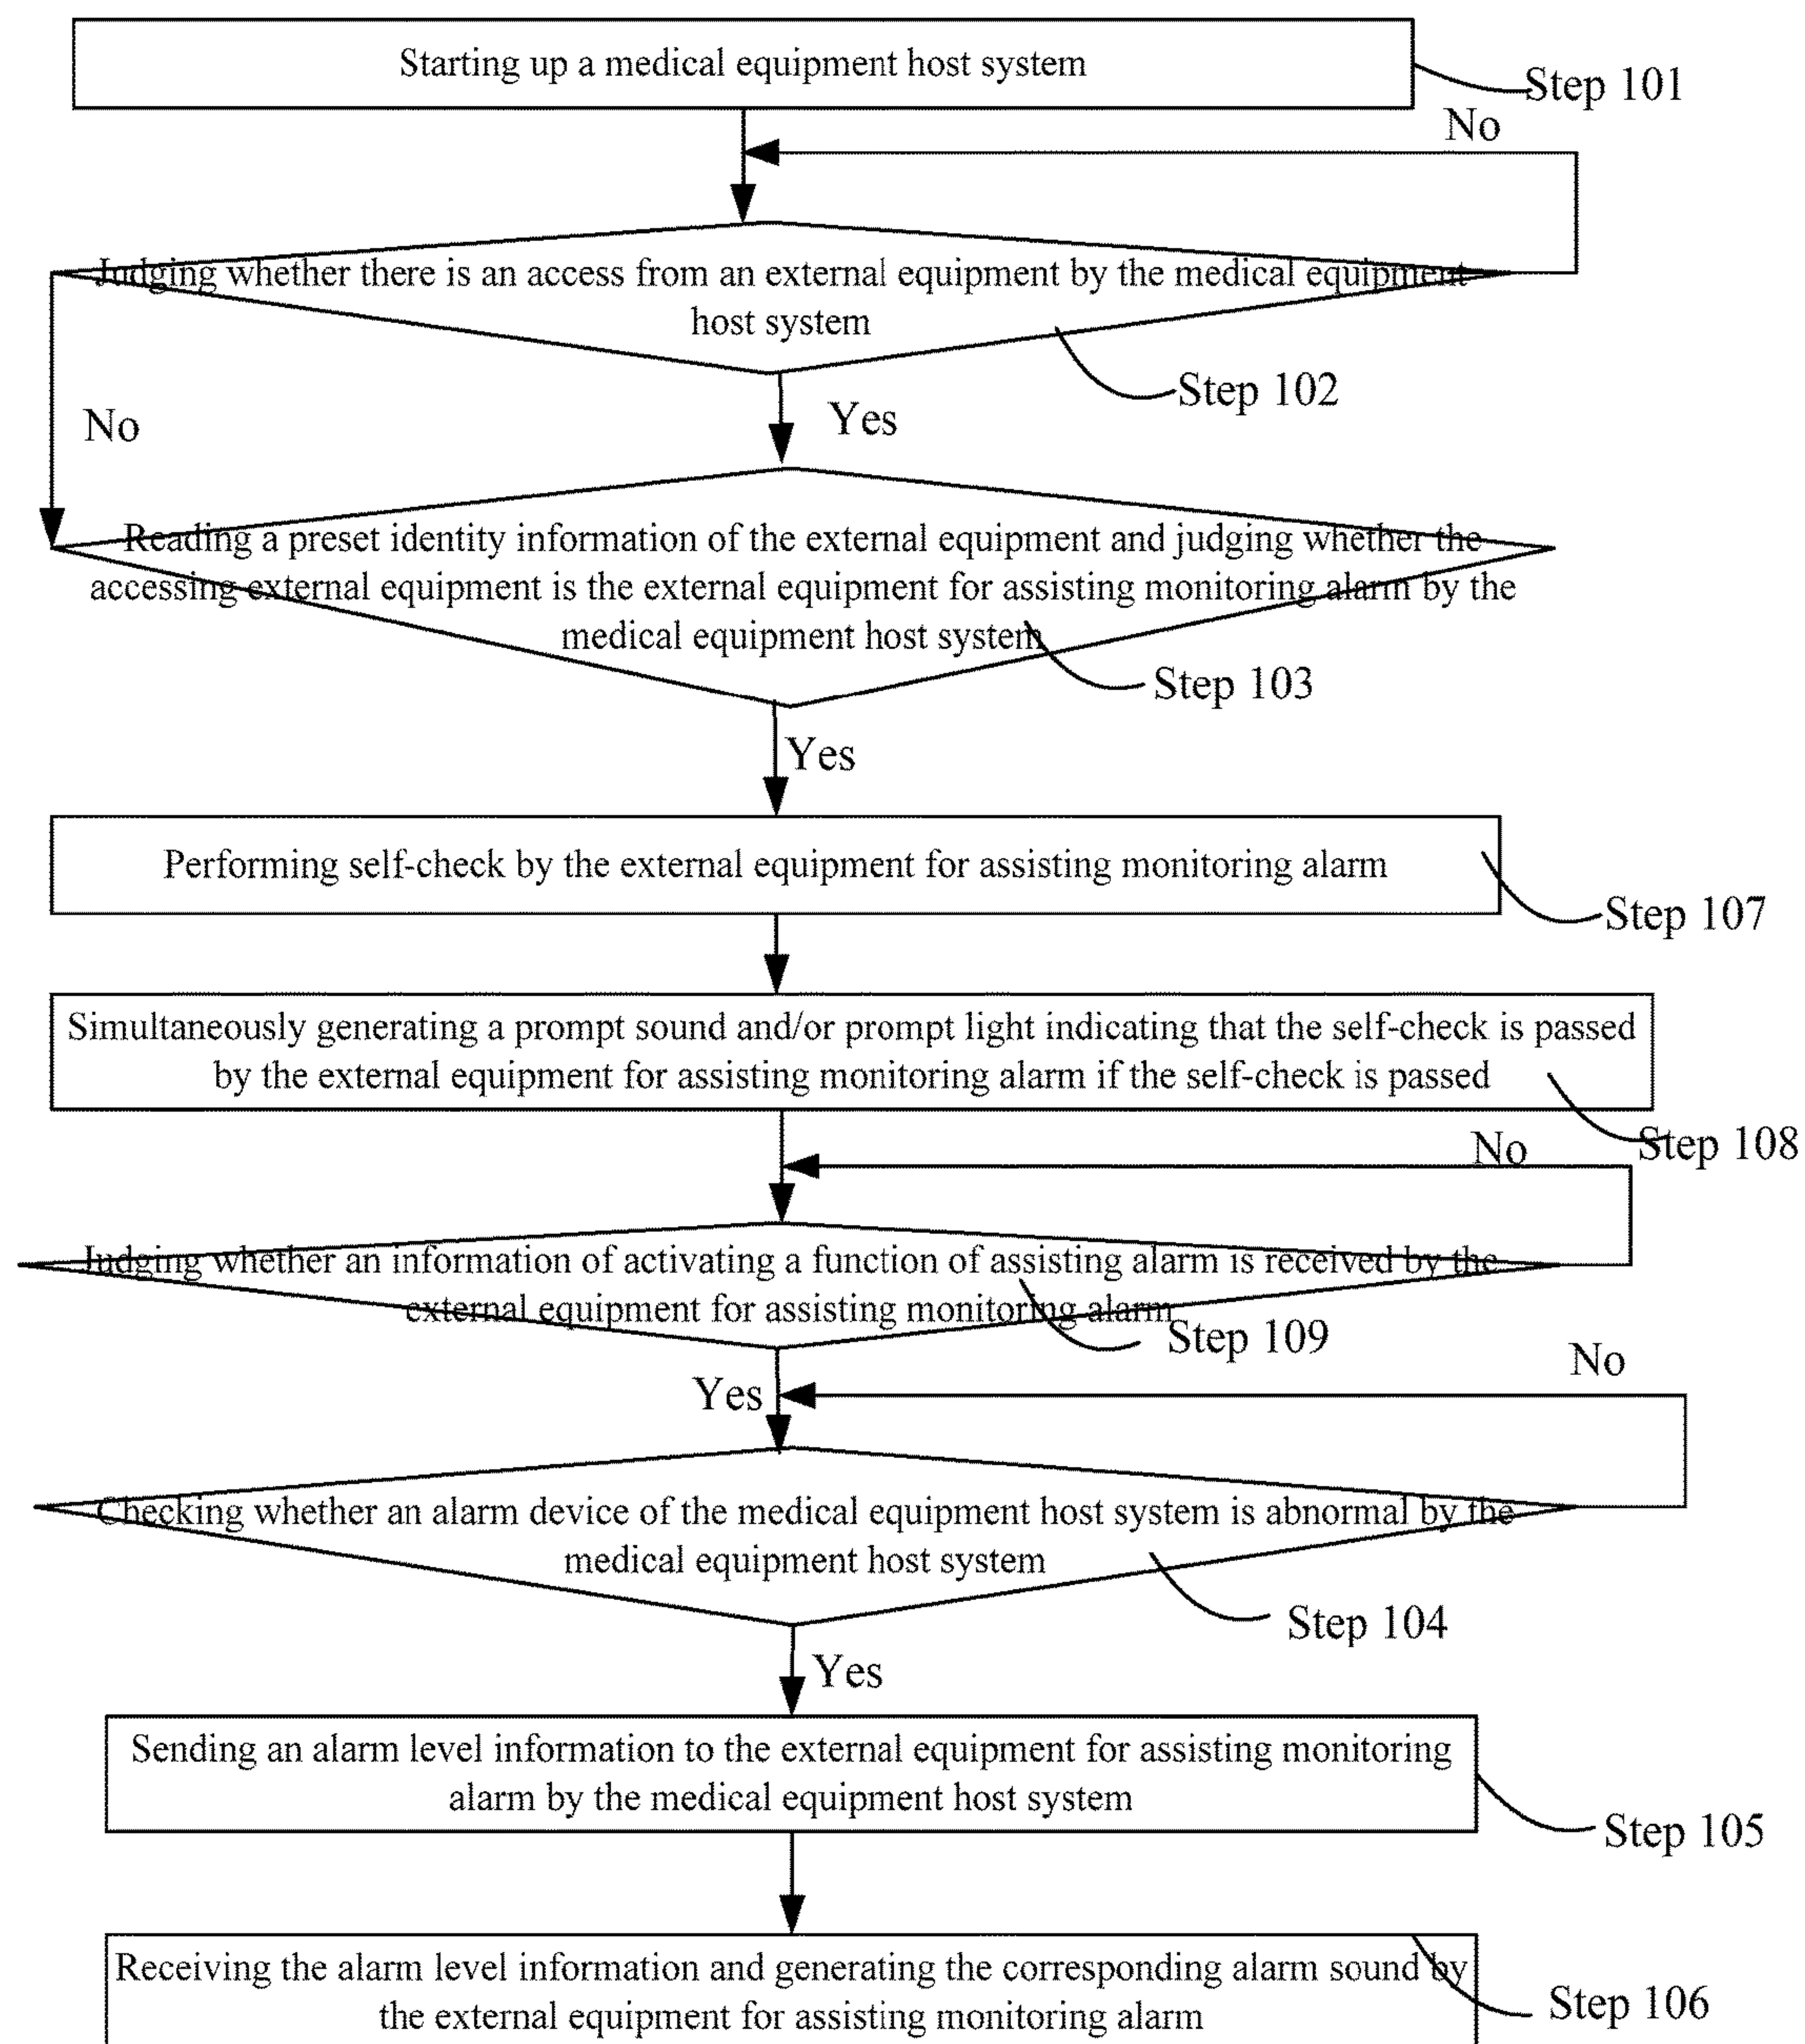 Starting up a medical equipment host system
Step 101
No
Judging whether there is an access from an external equipment by the medical equipment
host system
Step 102
No
Yes
Reading a preset identity information of the external equipment and judging whether the
accessing external equipment is the external equipment for assisting monitoring alarm by the
medical equipment host system
Step 103
Yes
Performing self-check by the external equipment for assisting monitoring alarm
Step 107
Simultaneously generating a prompt sound and/or prompt light indicating that the self-check is passed
by the external equipment for assisting monitoring alarm if the self-check is passed
Step 108
No
Judging whether an information of activating a function of assisting alarm is received by the
external equipment for assisting monitoring alarm
Step 109
No
Yes
Checking whether an alarm device of the medical equipment host system is abnormal by the
medical equipment host system
Step 104
Yes
Sending an alarm level information to the external equipment for assisting monitoring
alarm by the medical equipment host system
Step 105
Receiving the alarm level information and generating the corresponding alarm sound by
the external equipment for assisting monitoring alarm
Step 106